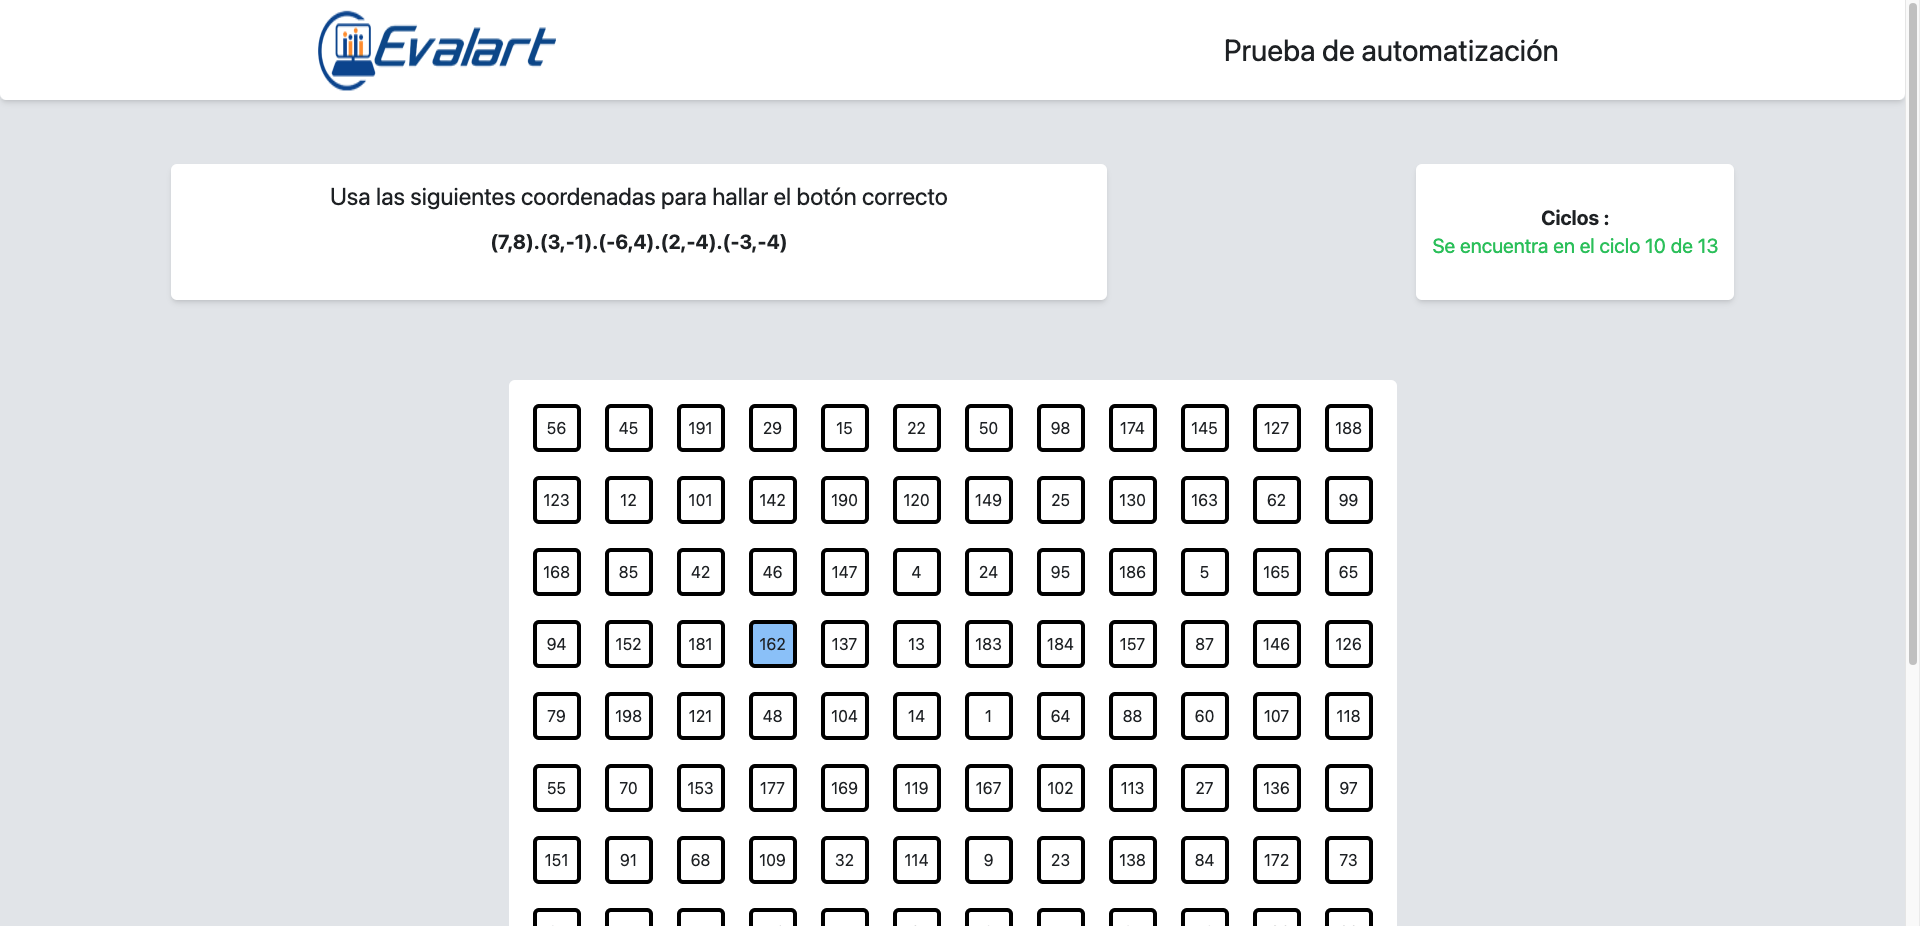 Evalart
Prueba de automatización
Usa las siguientes coordenadas para hallar el botón correcto
(7,8).(3,-1).(-6,4).(2,-4).(-3,-4)
Ciclos :
Se encuentra en el ciclo 10 de 13
56 45 191 29 15 22 50 98 174 145 127 188
123 12 101 142 190 120 149 25 130 163 62 99
168 85 42 46 147 4 24 95 186 5 165 65
94 152 181 162 137 13 183 184 157 87 146 126
79 198 121 48 104 14 1 64 88 60 107 118
55 70 153 177 169 119 167 102 113 27 136 97
151 91 68 109 32 114 9 23 138 84 172 73